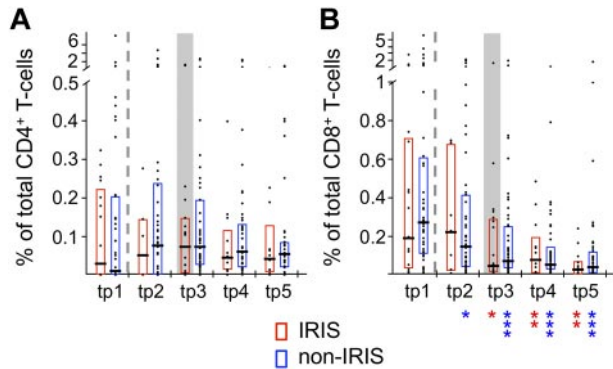 A
% of total CD4+ T-cells
6
2
0.5
0.4
0.3
0.2
0.1
tp1 tp2 tp3 tp4 tp5
B
% of total CD8+ T-cells
6
2
1
0.8
0.6
0.4
0.2
tp1 tp2 tp3 tp4 tp5
* * *** ** *** ** ***
IRIS
non-IRIS